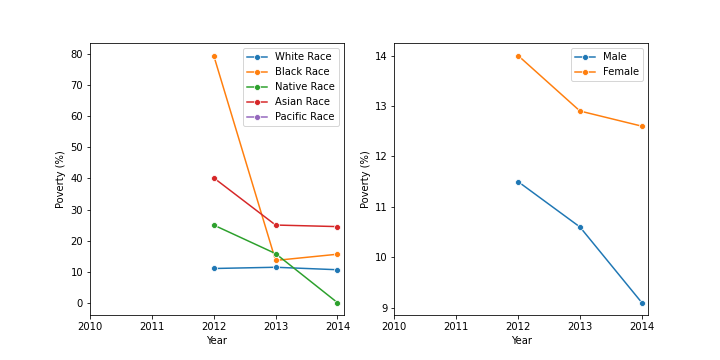 80
70
60
50
40
30
20
10
0
Poverty (%)
2010 2011 2012 2013 2014
Year
White Race
Black Race
Native Race
Asian Race
Pacific Race
14
13
12
11
10
9
Poverty (%)
2010 2011 2012 2013 2014
Year
Male
Female